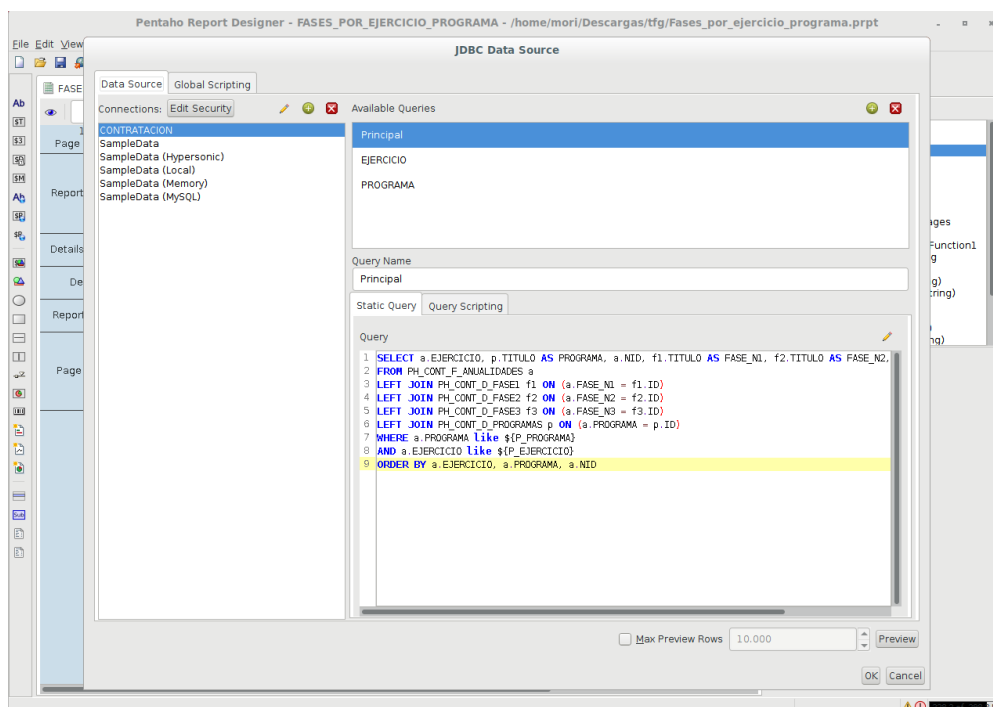 Pentaho Report Designer - FASES_POR_EJERCICIO_PROGRAMA - /home/mori/Descargas/tfg/Fases_por_ejercicio_programa.prpt
File Edit View
JDBC Data Source
FASE
Data Source Global Scripting
Connections: Edit Security
Available Queries
CONTRATACION
SampleData
SampleData (Hypersonic)
SampleData (Local)
SampleData (Memory)
SampleData (MySQL)
Principal
EJERCICIO
PROGRAMA
Page
Report
Details
De
Report
Page
Query Name
Principal
Static Query Query Scripting
Query
1 SELECT a.EJERCICIO, p.TITULO AS PROGRAMA, a.NID, f1.TITULO AS FASE_N1, f2.TITULO AS FASE_N2,
2 FROM PH_CONT_F_ANUALIDADES a
3 LEFT JOIN PH_CONT_D_FASE1 f1 ON (a.FASE_N1 = f1.ID)
4 LEFT JOIN PH_CONT_D_FASE2 f2 ON (a.FASE_N2 = f2.ID)
5 LEFT JOIN PH_CONT_D_FASE3 f3 ON (a.FASE_N3 = f3.ID)
6 LEFT JOIN PH_CONT_D_PROGRAMAS p ON (a.PROGRAMA = p.ID)
7 WHERE a.PROGRAMA like ${P_PROGRAMA}
8 AND a.EJERCICIO like ${P_EJERCICIO}
9 ORDER BY a.EJERCICIO, a.PROGRAMA, a.NID
ages
Function1
g
g)
tring)
ng)
Max Preview Rows 10.000 Preview
OK Cancel